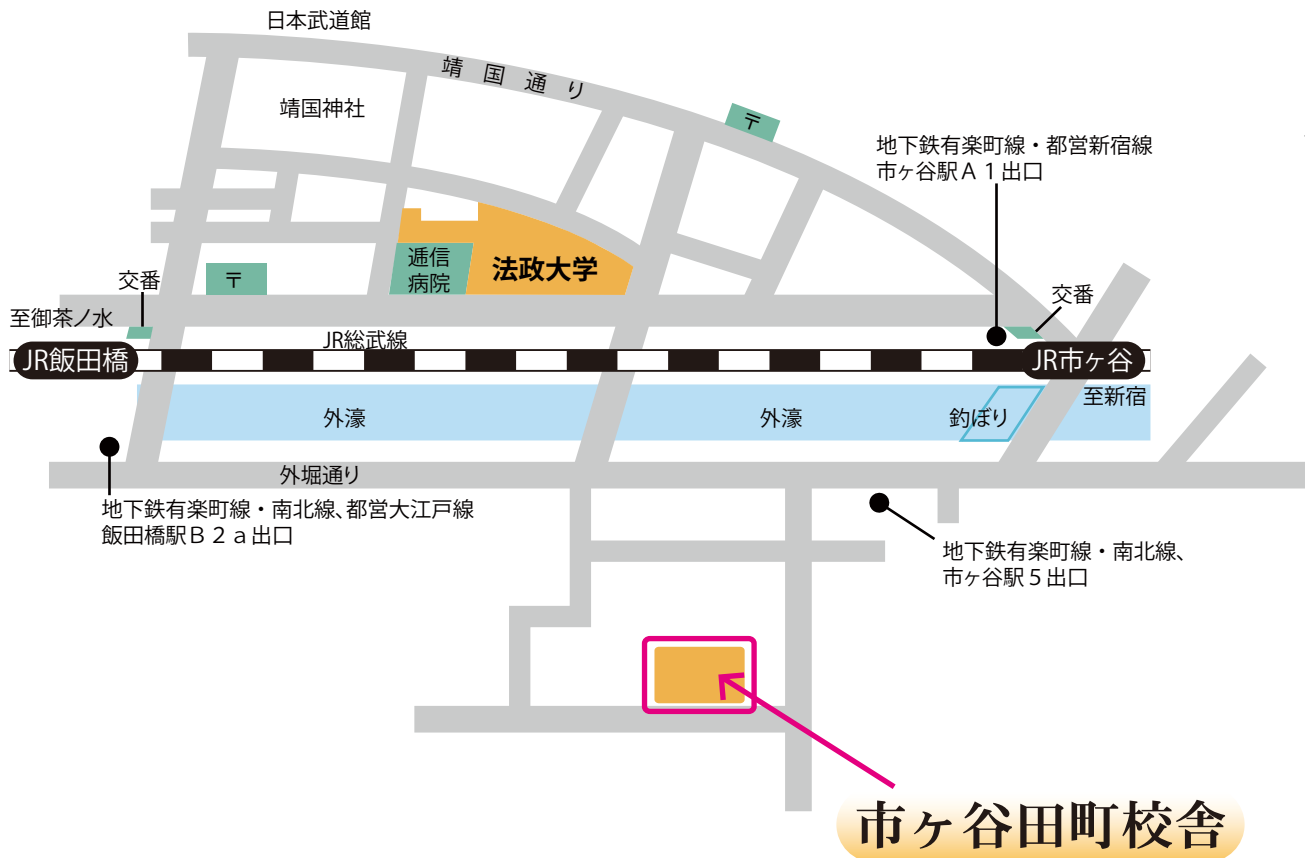 日本武道館
靖国通り
靖国神社
〒
地下鉄有楽町線・都営新宿線
市ヶ谷駅Ａ１出口
逓信
病院
法政大学
〒
交番
交番
至御茶ノ水
JR総武線
JR飯田橋
JR市ヶ谷
至新宿
外濠
外濠
釣ぼり
外堀通り
地下鉄有楽町線・南北線、都営大江戸線
飯田橋駅Ｂ２ａ出口
地下鉄有楽町線・南北線、
市ヶ谷駅５出口
市ヶ谷田町校舎